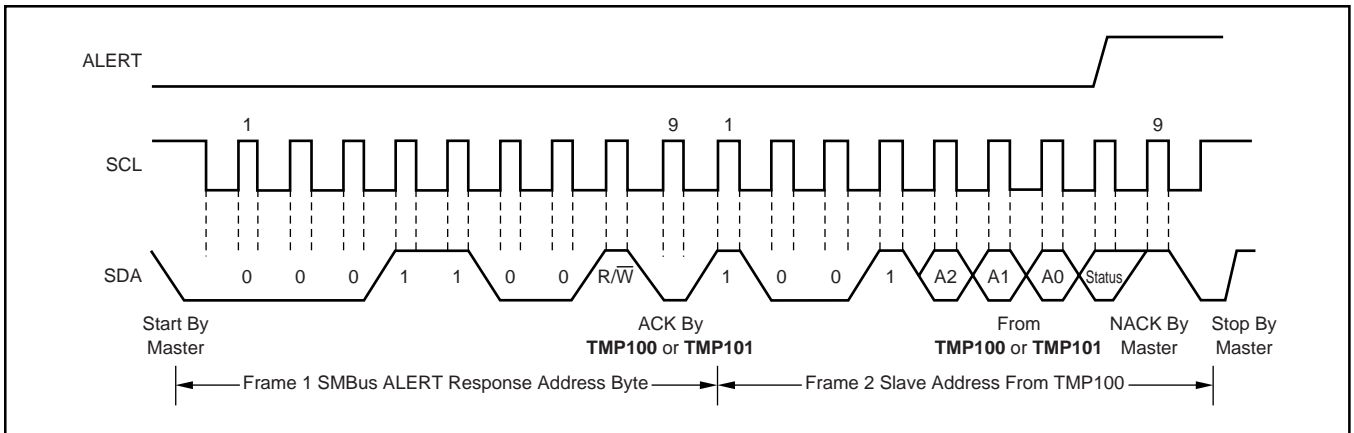 ALERT
1 9 1 9
SCL
SDA 0 0 0 1 1 0 0 R/W̅ 1 0 0 1 A2 A1 A0 Status
Start By ACK By From NACK By Stop By
Master TMP100 or TMP101 TMP100 or TMP101 Master Master
Frame 1 SMBus ALERT Response Address Byte Frame 2 Slave Address From TMP100